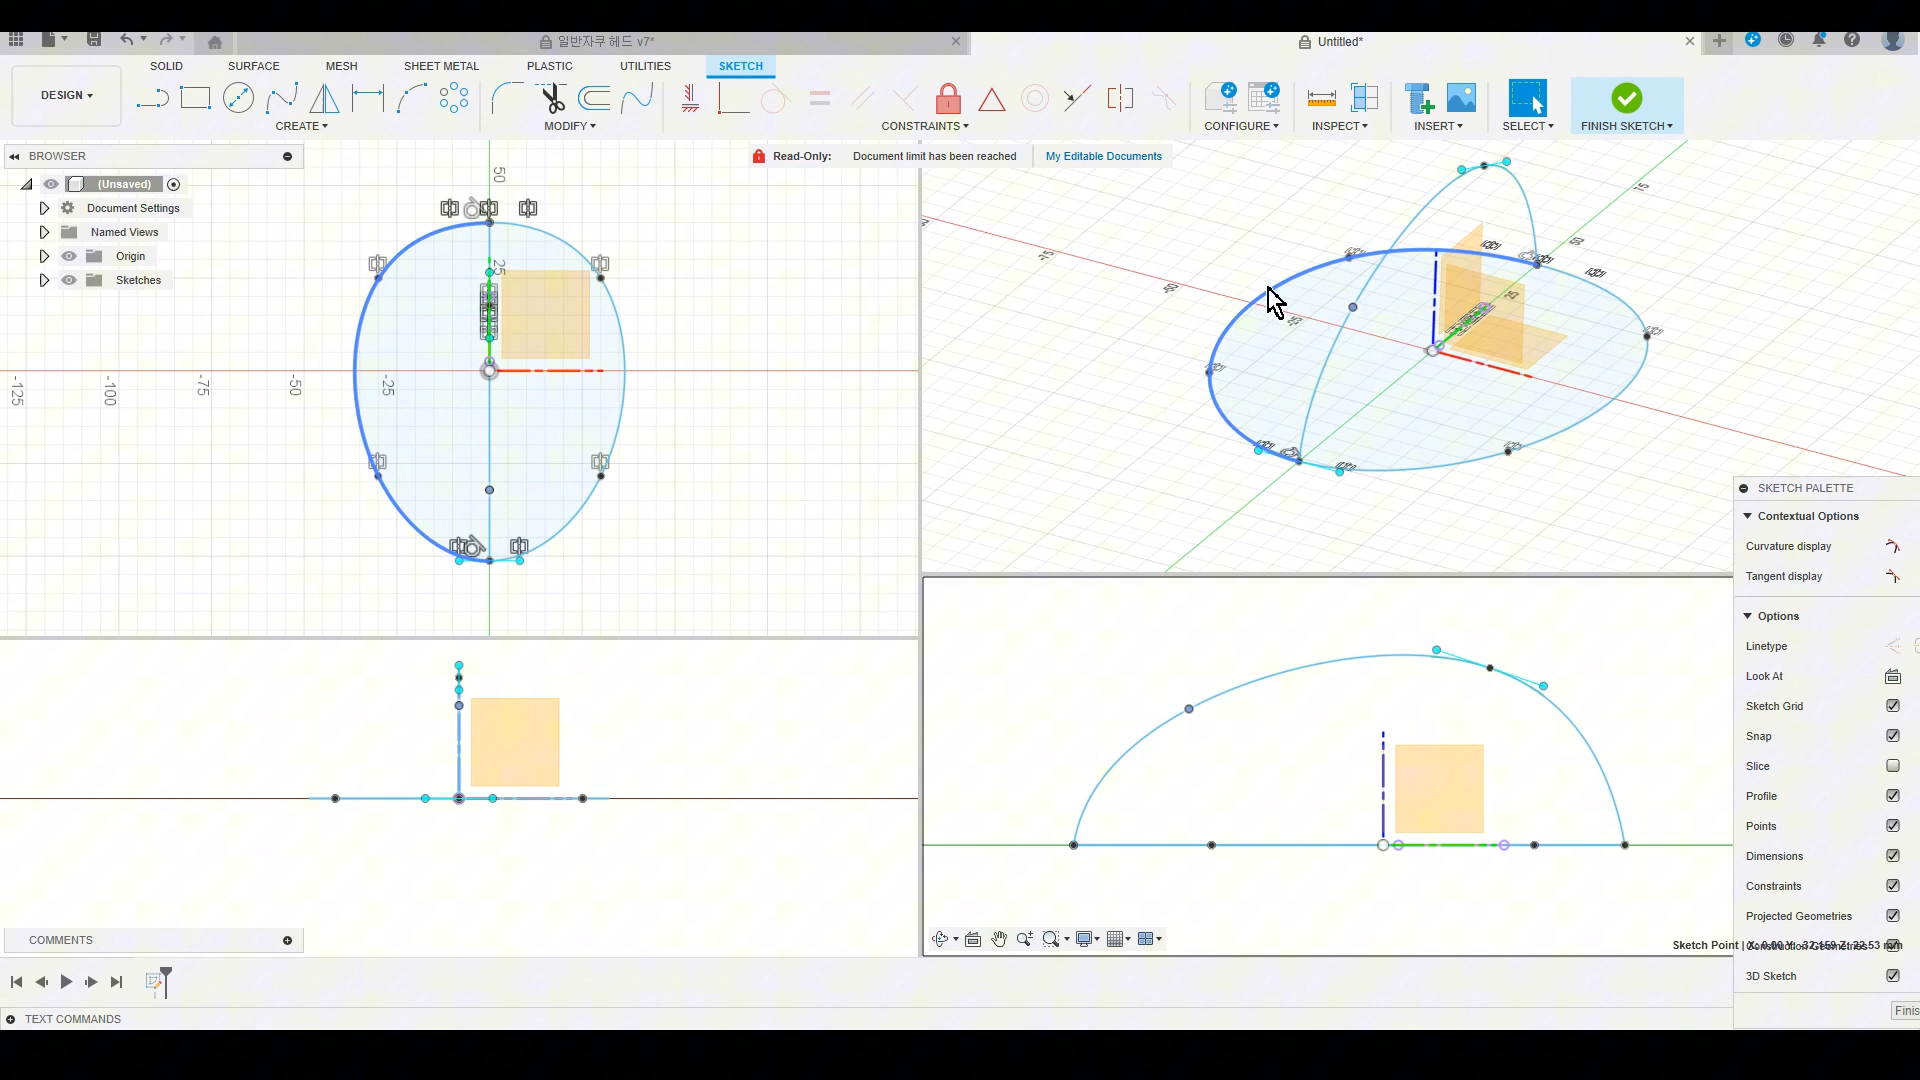 일반자쿠 헤드 v7*
Untitled*
SOLID SURFACE MESH SHEET METAL PLASTIC UTILITIES SKETCH
DESIGN
CREATE MODIFY CONSTRAINTS CONFIGURE INSPECT INSERT SELECT FINISH SKETCH
BROWSER
Read-Only: Document limit has been reached My Editable Documents
(Unsaved)
Document Settings
Named Views
Origin
Sketches
50
25
-125
-100
-75
-50
-25
SKETCH PALETTE
Contextual Options
Curvature display
Tangent display
Options
Linetype
Look At
Sketch Grid
Snap
Slice
Profile
Points
Dimensions
Constraints
Projected Geometries
3D Sketch
Finis
COMMENTS
TEXT COMMANDS